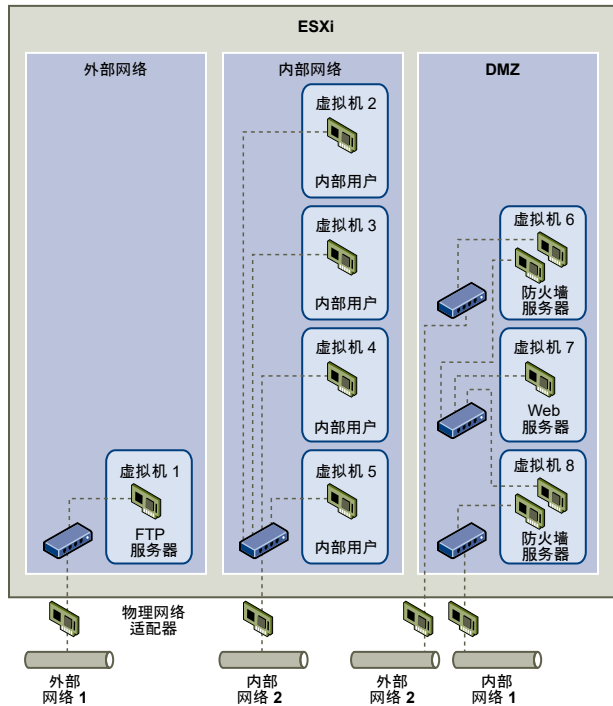 ESXi
外部网络
内部网络
DMZ
虚拟机 2
内部用户
虚拟机 3
内部用户
虚拟机 4
内部用户
虚拟机 5
内部用户
虚拟机 6
防火墙
服务器
虚拟机 7
Web
服务器
虚拟机 8
防火墙
服务器
虚拟机 1
FTP
服务器
物理网络
适配器
外部
网络 1
内部
网络 2
外部
网络 2
内部
网络 1